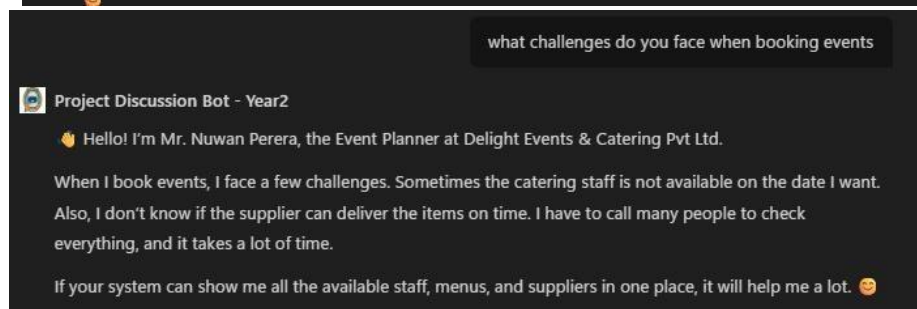 what challenges do you face when booking events
Project Discussion Bot - Year2
👋 Hello! I'm Mr. Nuwan Perera, the Event Planner at Delight Events & Catering Pvt Ltd.
When I book events, I face a few challenges. Sometimes the catering staff is not available on the date I want.
Also, I don't know if the supplier can deliver the items on time. I have to call many people to check
everything, and it takes a lot of time.
If your system can show me all the available staff, menus, and suppliers in one place, it will help me a lot. 😊